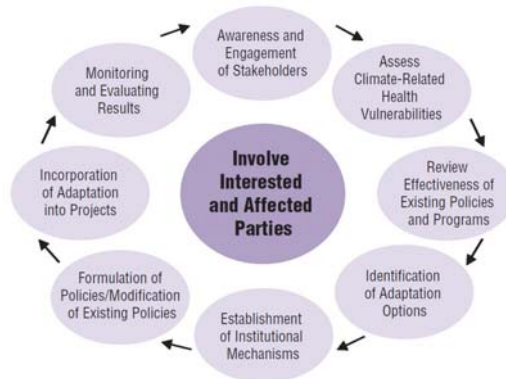 Awareness and
Engagement of
Stakeholders
Assess
Climate-Related
Health
Vulnerabilities
Review
Effectiveness of
Existing Policies
and Programs
Identification
of Adaptation
Options
Establishment
of Institutional
Mechanisms
Formulation of
Policies/Modification
of Existing Policies
Incorporation
of Adaptation
into Projects
Monitoring
and Evaluating
Results
Involve
Interested
and Affected
Parties